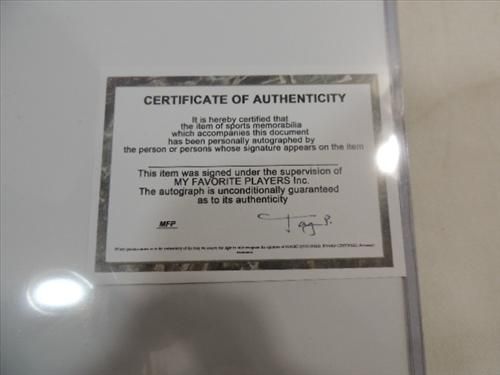 CERTIFICATE OF AUTHENTICITY
It is hereby certified that
the item of sports memorabilia
which accompanies this document
has been personally autographed by
the person or persons whose signature appears on the item
This item was signed under the supervision of
MY FAVORITE PLAYERS Inc.
The autograph is unconditionally guaranteed
as to its authenticity
MFP